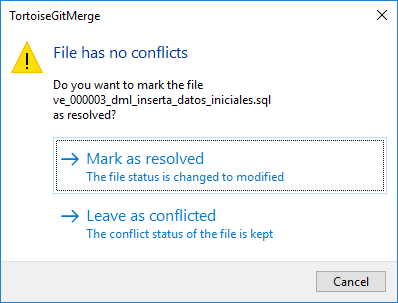 TortoiseGitMerge
File has no conflicts
Do you want to mark the file
ve_000003_dml_inserta_datos_iniciales.sql
as resolved?
Mark as resolved
The file status is changed to modified
Leave as conflicted
The conflict status of the file is kept
Cancel